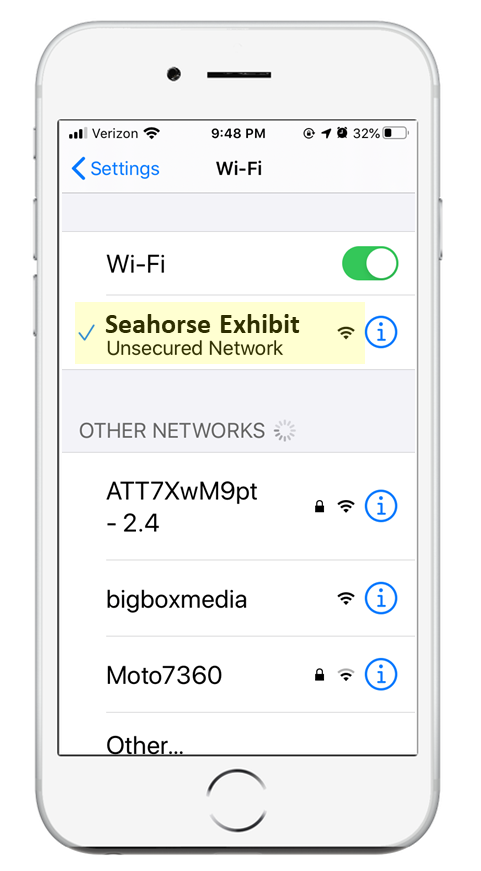 Verizon 9:48 PM 32%
Settings Wi-Fi
Wi-Fi
Seahorse Exhibit
Unsecured Network
OTHER NETWORKS
ATT7XwM9pt
- 2.4
bigboxmedia
Moto7360
Other...